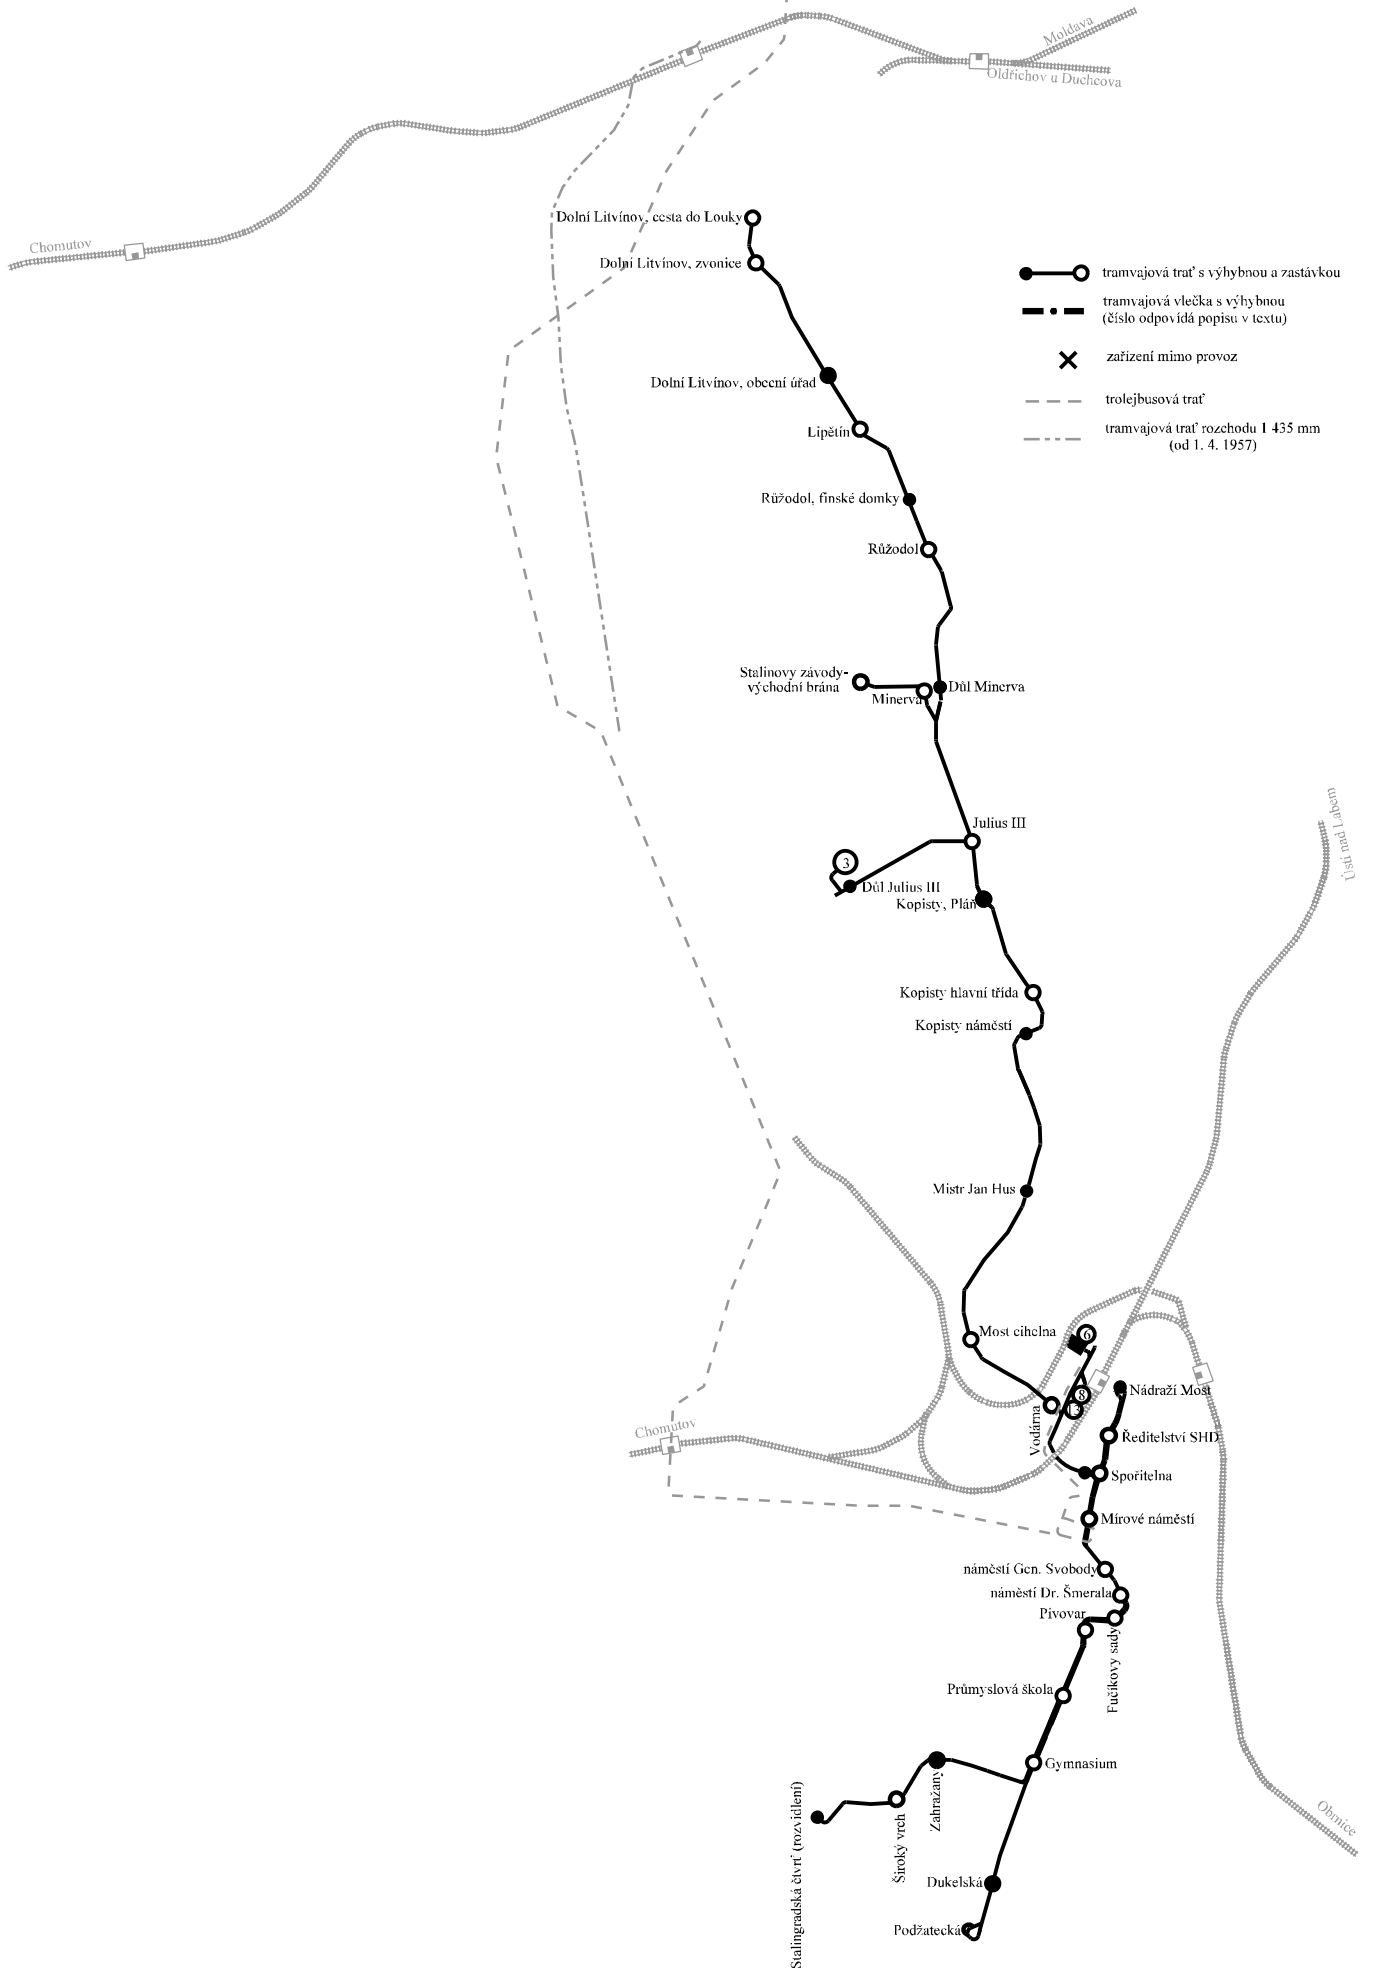 Moldava
Oldřichov u Duchcova
Chomutov
Dolní Litvínov, cesta do Louky
Dolní Litvínov, zvonice
tramvajová trať s výhybnou a zastávkou
tramvajová vlečka s výhybnou
(číslo odpovídá popisu v textu)
zařízení mimo provoz
trolejbusová trať
tramvajová trať rozchodu 1 435 mm
(od 1. 4. 1957)
Dolní Litvínov, obecní úřad
Lipětín
Růžodol, finské domky
Růžodol
Stalinovy závody-
východní brána
Minerva
Důl Minerva
Ústí nad Labem
Julius III
3
Důl Julius III
Kopisty, Pláň
Kopisty hlavní třída
Kopisty náměstí
Mistr Jan Hus
Most cihelna
6
8
13
Nádraží Most
Vodárna
Chomutov
Ředitelství SHD
Spořitelna
Mírové náměstí
náměstí Gen. Svobody
náměstí Dr. Šmerala
Pivovar
Fučíkovy sady
Průmyslová škola
Gymnasium
Zahražany
Široký vrch
Stalingradská čtvrť (rozvidlení)
Obrnice
Dukelská
Podžatecká